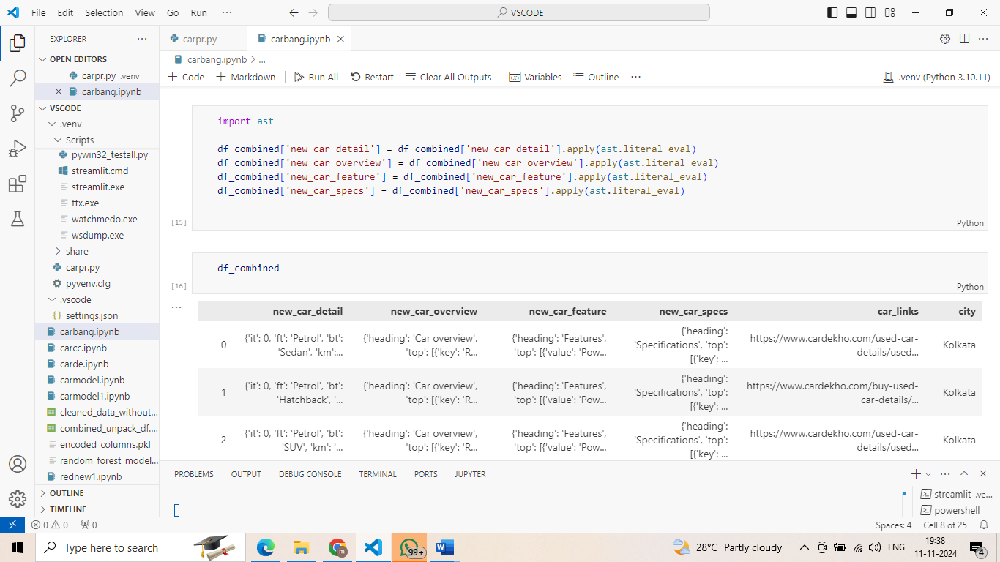 File Edit Selection View Go Run ···
VSCODE
EXPLORER ···
OPEN EDITORS
carpr.py .venv
carbang.ipynb
VSCODE
.venv
Scripts
pywin32_testall.py
streamlit.cmd
streamlit.exe
ttx.exe
watchmedo.exe
wsdump.exe
share
carpr.py
pyvenv.cfg
.vscode
settings.json
carbang.ipynb
carcc.ipynb
carde.ipynb
carmodel.ipynb
carmodel1.ipynb
cleaned_data_without...
combined_unpack_df....
encoded_columns.pkl
random_forest_model...
rednew1.ipynb
OUTLINE
TIMELINE
carpr.py carbang.ipynb
carbang.ipynb > ...
+ Code + Markdown Run All Restart Clear All Outputs Variables Outline ··· .venv (Python 3.10.11)
import ast
df_combined['new_car_detail'] = df_combined['new_car_detail'].apply(ast.literal_eval)
df_combined['new_car_overview'] = df_combined['new_car_overview'].apply(ast.literal_eval)
df_combined['new_car_feature'] = df_combined['new_car_feature'].apply(ast.literal_eval)
df_combined['new_car_specs'] = df_combined['new_car_specs'].apply(ast.literal_eval)
[15] Python
df_combined
[16] Python
...
new_car_detail new_car_overview new_car_feature new_car_specs car_links city
{'heading':
0 {'it': 0, 'ft': 'Petrol', 'bt': {'heading': 'Car overview', {'heading': 'Features', 'Specifications', 'top': https://www.cardekho.com/used-car- Kolkata
'Sedan', 'km':... 'top': [{'key': 'R... 'top': [{'value': 'Pow... [{'key': ... details/used...
{'heading':
1 {'it': 0, 'ft': 'Petrol', 'bt': {'heading': 'Car overview', {'heading': 'Features', 'Specifications', 'top': https://www.cardekho.com/buy-used- Kolkata
'Hatchback', '... 'top': [{'key': 'R... 'top': [{'value': 'Pow... [{'key': ... car-details/...
{'heading':
2 {'it': 0, 'ft': 'Petrol', 'bt': {'heading': 'Car overview', {'heading': 'Features', 'Specifications', 'top': https://www.cardekho.com/used-car- Kolkata
'SUV', 'km': '... 'top': [{'key': 'R... 'top': [{'value': 'Pow... [{'key': ... details/used...
PROBLEMS OUTPUT DEBUG CONSOLE TERMINAL PORTS JUPYTER
streamlit .ve...
powershell
0 0 0 Spaces: 4 Cell 8 of 25
Type here to search 99+ 28°C Partly cloudy ENG 19:38
11-11-2024 4